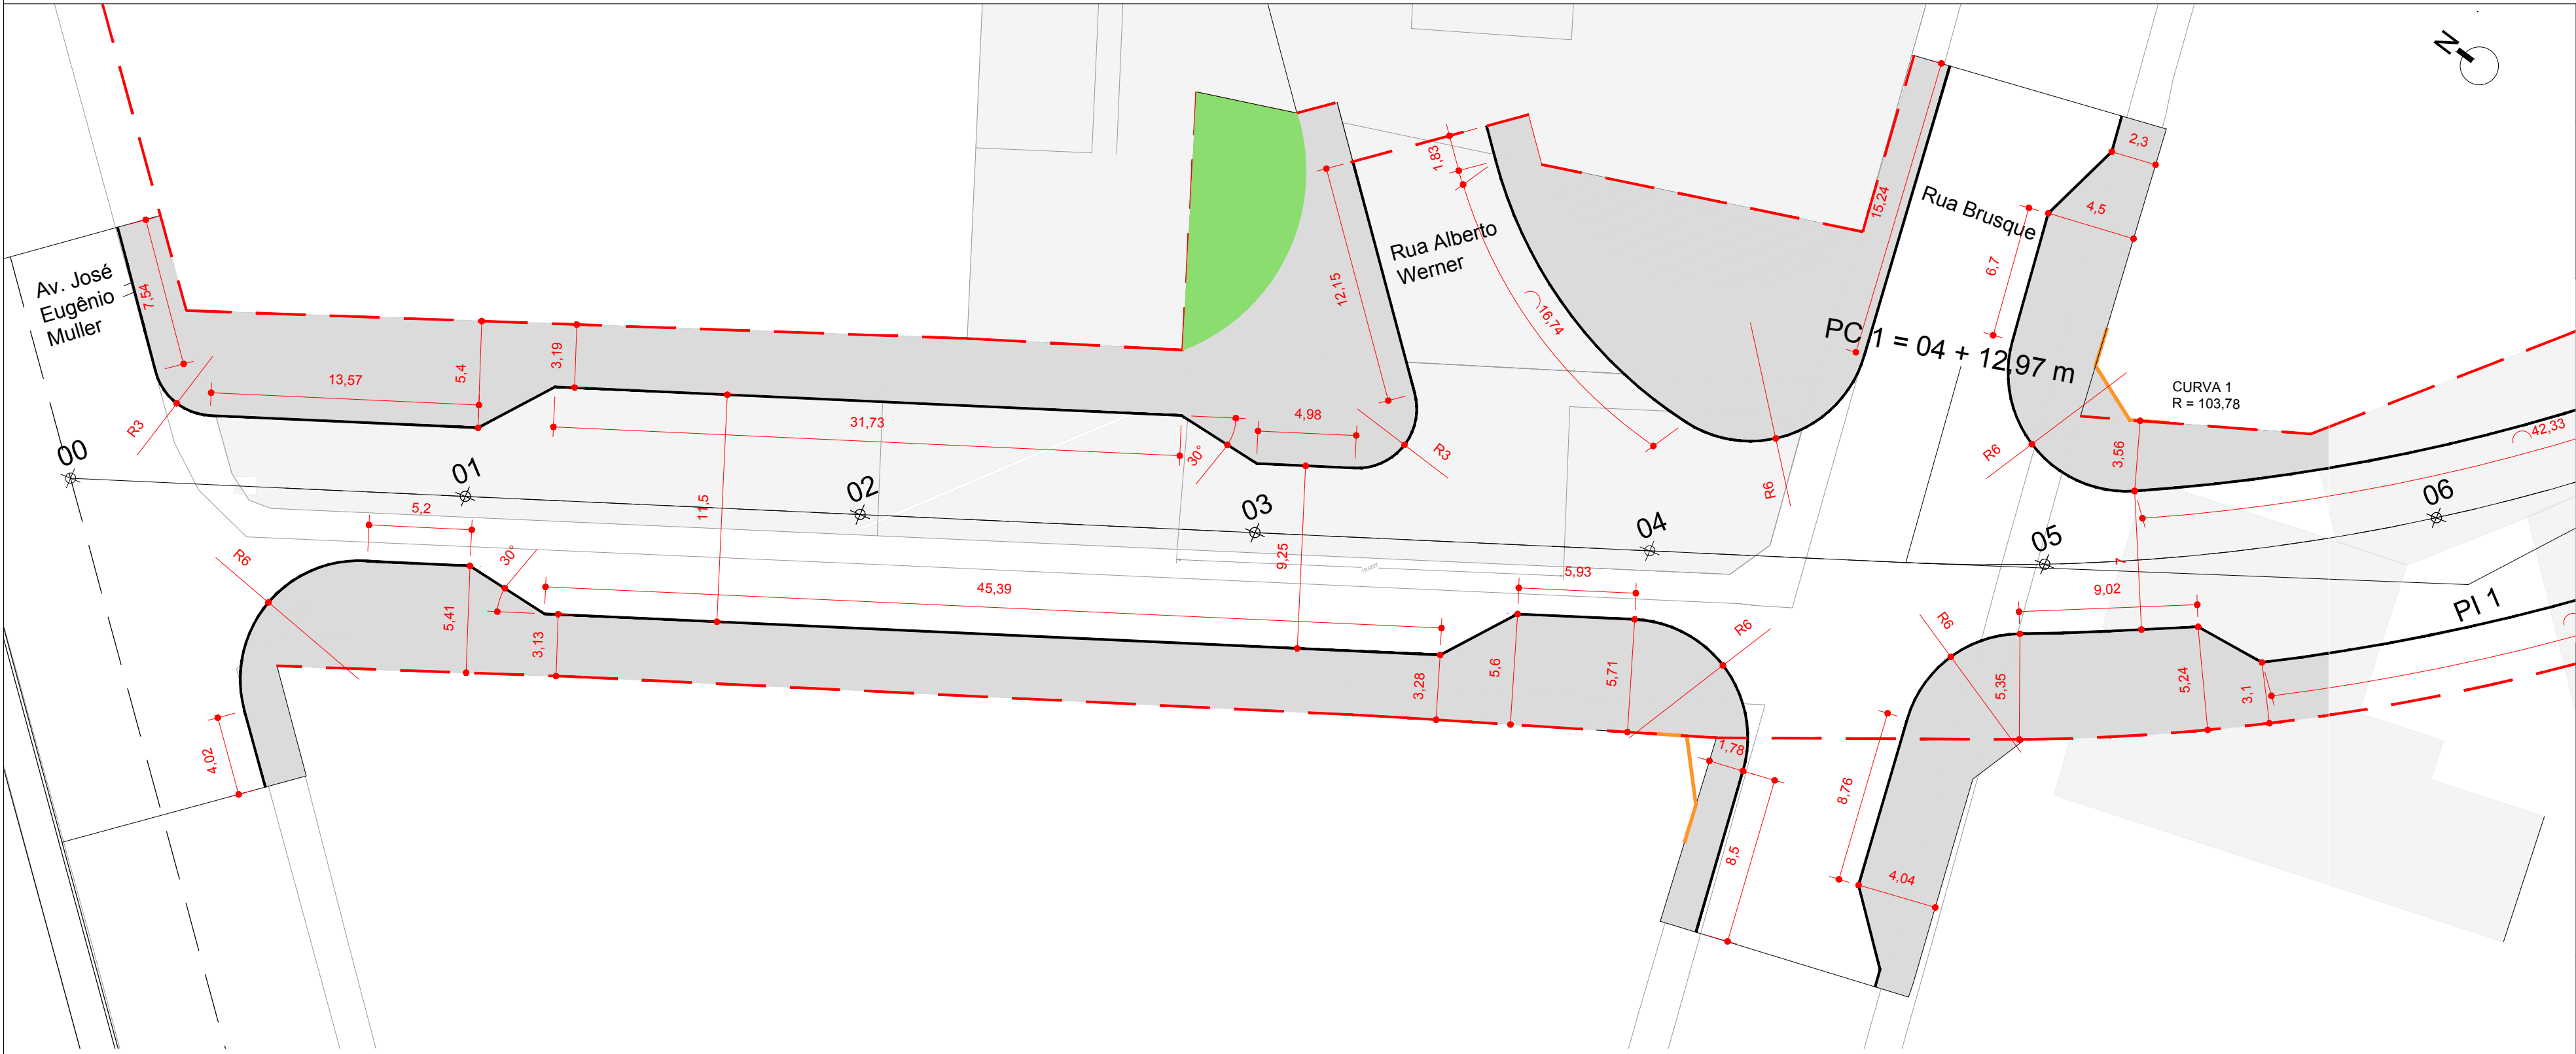 N
2,3
1,83
Rua Brusque
4,5
15,24
Av. José
Eugênio
Muller
7,54
Rua Alberto
Werner
12,15
6,7
16,74
PC 1 = 04 + 12,97 m
3,19
5,4
13,57
CURVA 1
R = 103,78
4,98
31,73
R3
R3
30°
42,33
R6
3,56
R6
00
01
02
03
04
05
06
11,5
5,2
9,25
7
R6
30°
45,39
5,93
9,02
PI 1
5,41
3,13
R6
R6
3,28
5,6
5,71
5,35
5,24
3,1
4,02
1,78
8,76
8,5
4,04